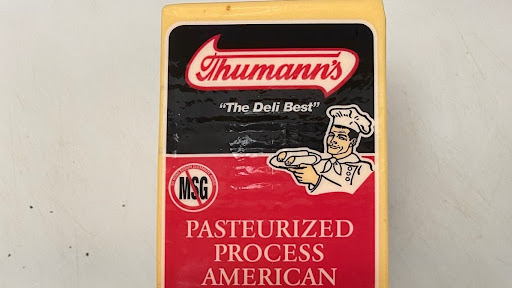 Thumann's
"The Deli Best"
MSG
PASTEURIZED
PROCESS
AMERICAN